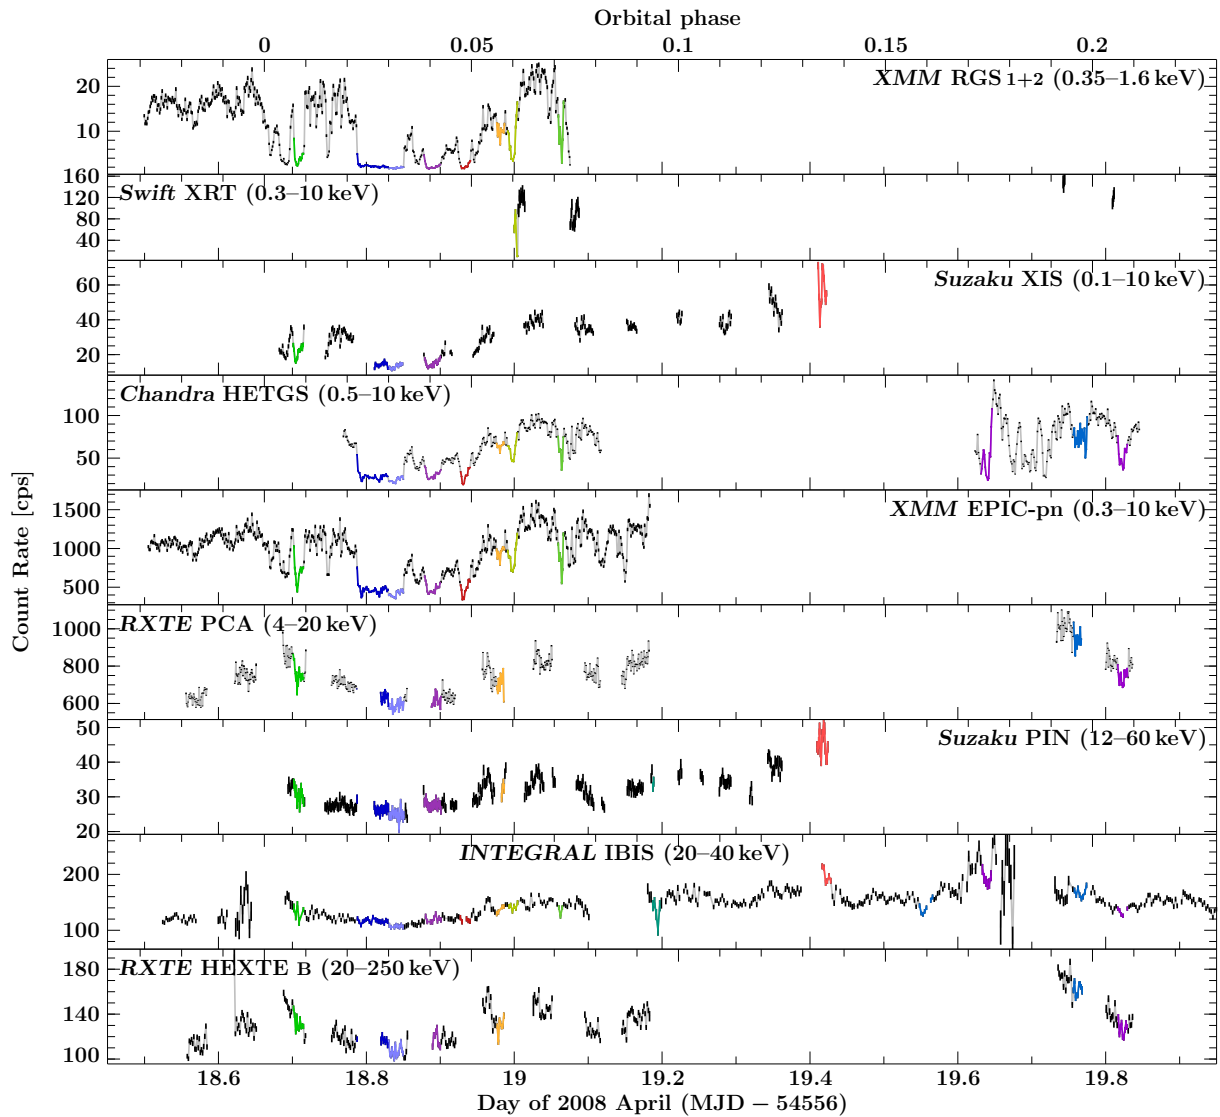 Orbital phase
0 0.05 0.1 0.15 0.2
XMM RGS 1+2 (0.35–1.6 keV)
20
10
Swift XRT (0.3–10 keV)
160
120
80
40
Suzaku XIS (0.1–10 keV)
60
40
20
Chandra HETGS (0.5–10 keV)
100
50
XMM EPIC-pn (0.3–10 keV)
1500
1000
500
Count Rate [cps]
RXTE PCA (4–20 keV)
1000
800
600
Suzaku PIN (12–60 keV)
50
40
30
20
INTEGRAL IBIS (20–40 keV)
200
100
RXTE HEXTE B (20–250 keV)
180
140
100
18.6 18.8 19 19.2 19.4 19.6 19.8
Day of 2008 April (MJD − 54556)